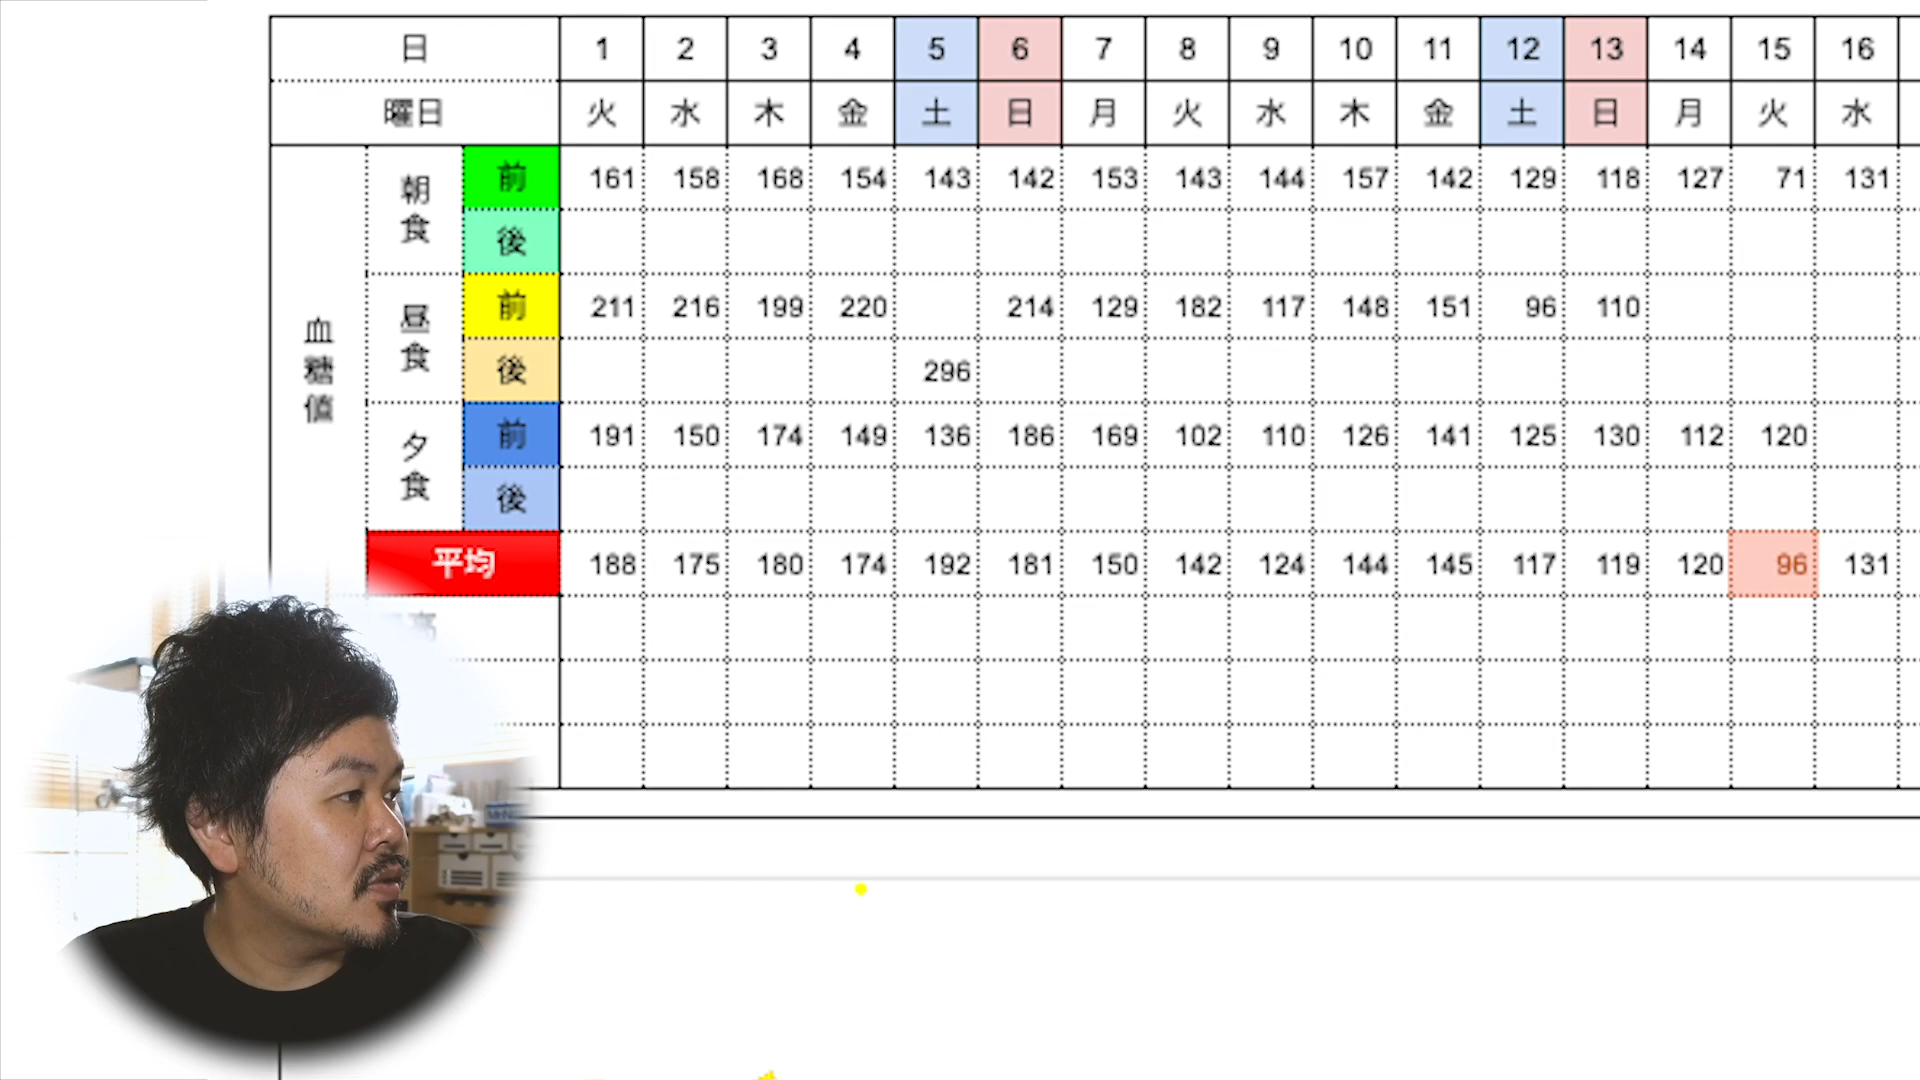 日 1 2 3 4 5 6 7 8 9 10 11 12 13 14 15 16
曜日 火 水 木 金 土 日 月 火 水 木 金 土 日 月 火 水
血糖値
朝食
前 161 158 168 154 143 142 153 143 144 157 142 129 118 127 71 131
後
昼食
前 211 216 199 220 214 129 182 117 148 151 96 110
後 296
夕食
前 191 150 174 149 136 186 169 102 110 126 141 125 130 112 120
後
平均 188 175 180 174 192 181 150 142 124 144 145 117 119 120 96 131